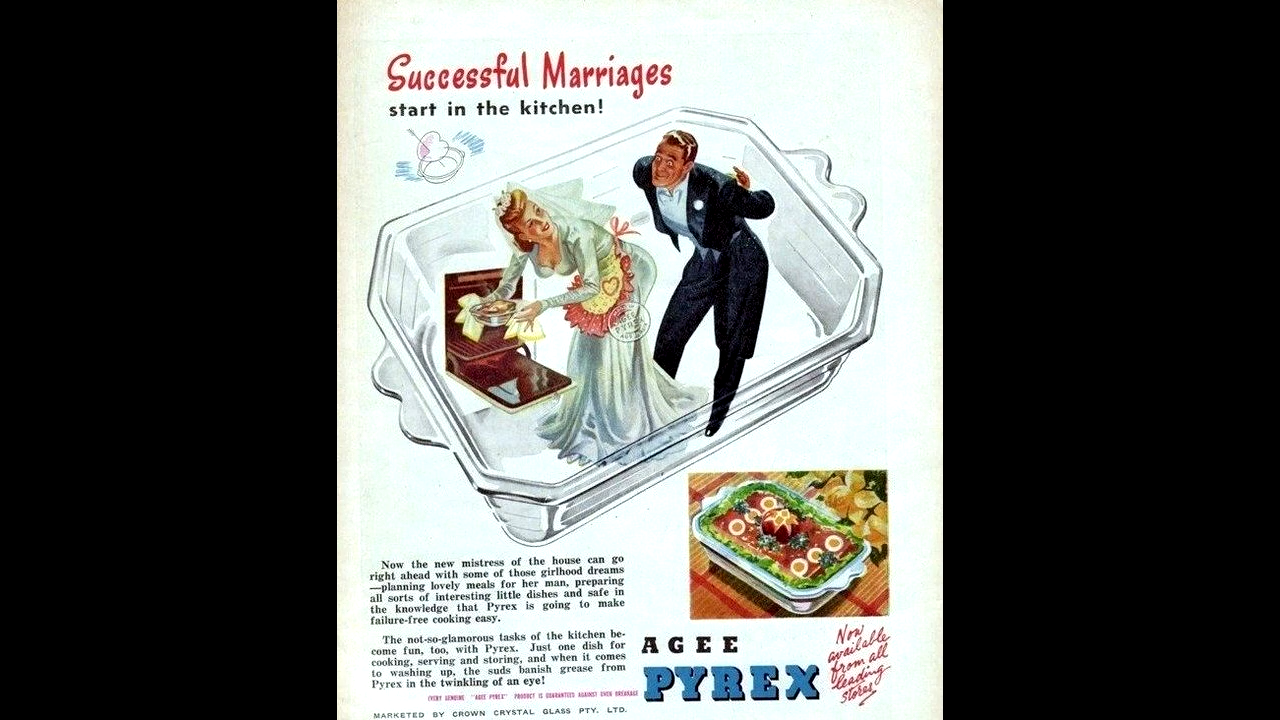 Successful Marriages
start in the kitchen!
Now the new mistress of the house can go
right ahead with some of those girlhood dreams
—planning lovely meals for her man, preparing
all sorts of interesting little dishes and safe in
the knowledge that Pyrex is going to make
failure-free cooking easy.
The not-so-glamorous tasks of the kitchen be-
come fun, too, with Pyrex. Just one dish for
cooking, serving and storing, and when it comes
to washing up, the suds banish grease from
Pyrex in the twinkling of an eye!
EVERY GENUINE "AGEE PYREX" PRODUCT IS GUARANTEED AGAINST OVEN BREAKAGE
MARKETED BY CROWN CRYSTAL GLASS PTY. LTD.
AGEE
PYREX
Now
available
from all
leading
stores